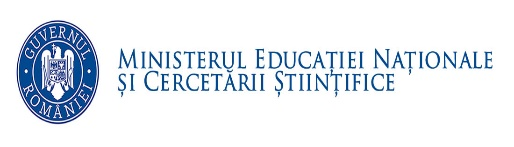 GUVERNUL
ROMÂNIEI
MINISTERUL EDUCAȚIEI NAȚIONALE
ȘI CERCETĂRII ȘTIINȚIFICE